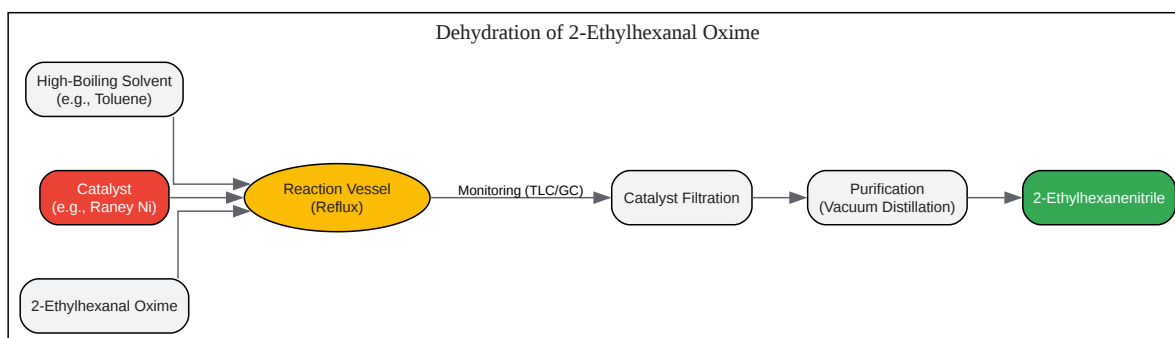 Dehydration of 2-Ethylhexanal Oxime
High-Boiling Solvent
(e.g., Toluene)
Catalyst
(e.g., Raney Ni)
2-Ethylhexanal Oxime
Reaction Vessel
(Reflux)
Monitoring (TLC/GC)
Catalyst Filtration
Purification
(Vacuum Distillation)
2-Ethylhexanenitrile